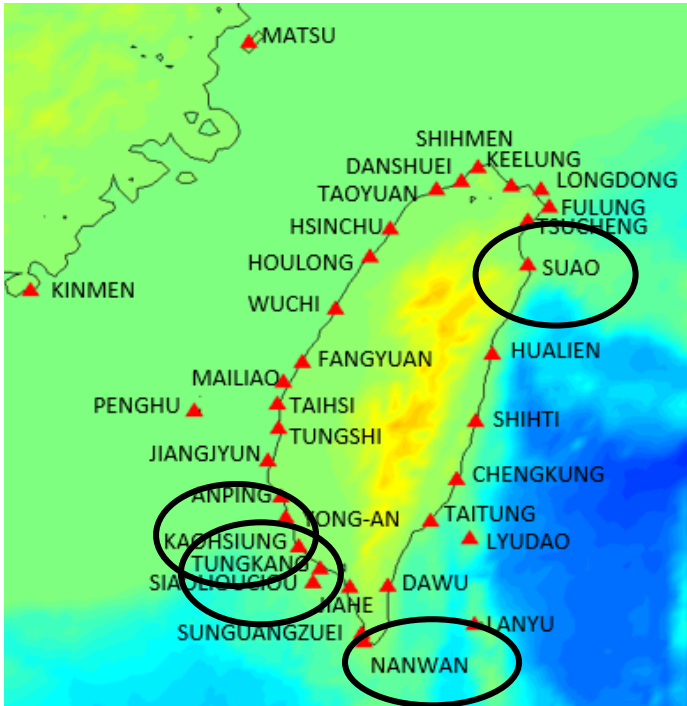 MATSU
SHIHMEN
KEELUNG
DANSHUEI
LONGDONG
TAOYUAN
FULUNG
TSUCHENG
HSINCHU
HOULONG
SUAO
KINMEN
WUCHI
HUALIEN
FANGYUAN
MAILIAO
PENGHU
TAIHSI
SHIHTI
TUNGSHI
JIANGJYUN
CHENGKUNG
ANPING
YONG-AN
TAITUNG
KAOHSIUNG
LYUDAO
TUNGKANG
SIAOLIOUCIOU
DAWU
JIAHE
LANYU
SUNGUANGZUEI
NANWAN